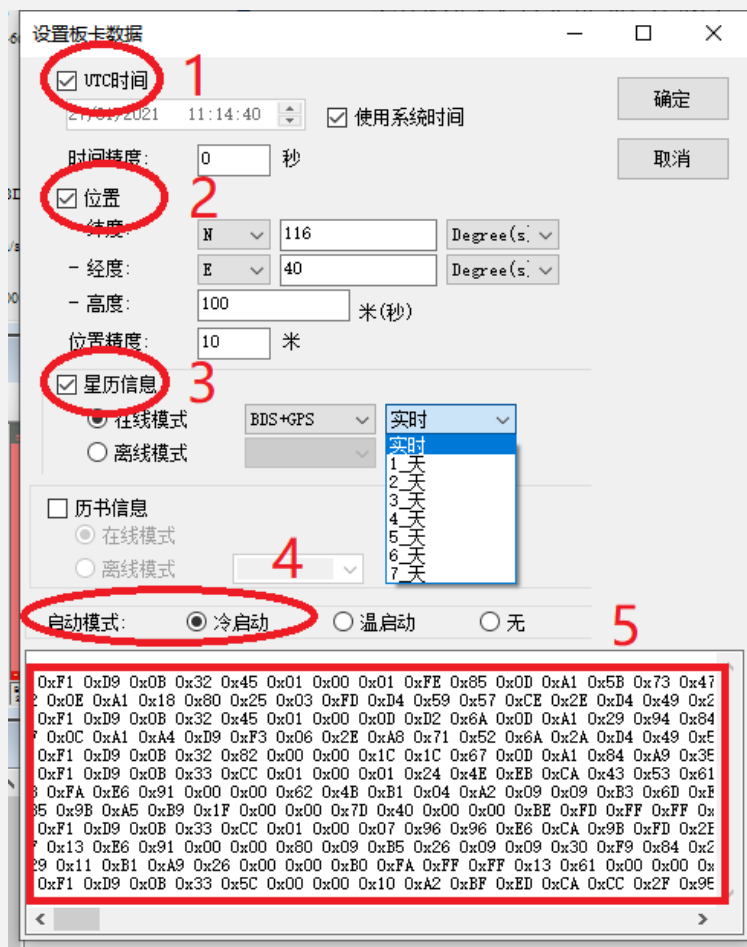 设置板卡数据
UTC时间 1
27/01/2021 11:14:40 使用系统时间
确定
时间精度: 0 秒
取消
位置 2
纬度: N 116 Degree(s)
- 经度: E 40 Degree(s)
- 高度: 100 米(秒)
位置精度: 10 米
星历信息 3
在线模式 BDS+GPS 实时
离线模式
实时
1_天
2_天
3_天
4_天
5_天
6_天
7_天
历书信息
在线模式
离线模式
4
启动模式: 冷启动 温启动 无
5
0xF1 0xD9 0x0B 0x32 0x45 0x01 0x00 0x01 0xFE 0x85 0x0D 0xA1 0x5B 0x73 0x47
2 0x0E 0xA1 0x18 0x80 0x25 0x03 0xFD 0xD4 0x59 0x57 0xCE 0x2E 0xD4 0x49 0x2
0xF1 0xD9 0x0B 0x32 0x45 0x01 0x00 0x0D 0xD2 0x6A 0x0D 0xA1 0x29 0x94 0x84
F 0x0C 0xA1 0xA4 0xD9 0xF3 0x06 0x2E 0xA8 0x71 0x52 0x6A 0x2A 0xD4 0x49 0x5
0xF1 0xD9 0x0B 0x32 0x82 0x00 0x00 0x1C 0x1C 0x67 0x0D 0xA1 0x84 0xA9 0x35
0xF1 0xD9 0x0B 0x33 0xCC 0x01 0x00 0x01 0x24 0x4E 0xEB 0xCA 0x43 0x53 0x61
3 0xFA 0xE6 0x91 0x00 0x00 0x62 0x4B 0xB1 0x04 0xA2 0x09 0x09 0xB3 0x6D 0xF
35 0x9B 0xA5 0xB9 0x1F 0x00 0x00 0x7D 0x40 0x00 0x00 0xBE 0xFD 0xFF 0xFF 0x
0xF1 0xD9 0x0B 0x33 0xCC 0x01 0x00 0x07 0x96 0x96 0xE6 0xCA 0x9B 0xFD 0x2E
F 0x13 0xE6 0x91 0x00 0x00 0x80 0x09 0xB5 0x26 0x09 0x09 0x30 0xF9 0x84 0x2
29 0x11 0xB1 0xA9 0x26 0x00 0x00 0xB0 0xFA 0xFF 0xFF 0x13 0x61 0x00 0x00 0x
0xF1 0xD9 0x0B 0x33 0x5C 0x00 0x00 0x10 0xA2 0xBF 0xED 0xCA 0xCC 0x2F 0x95